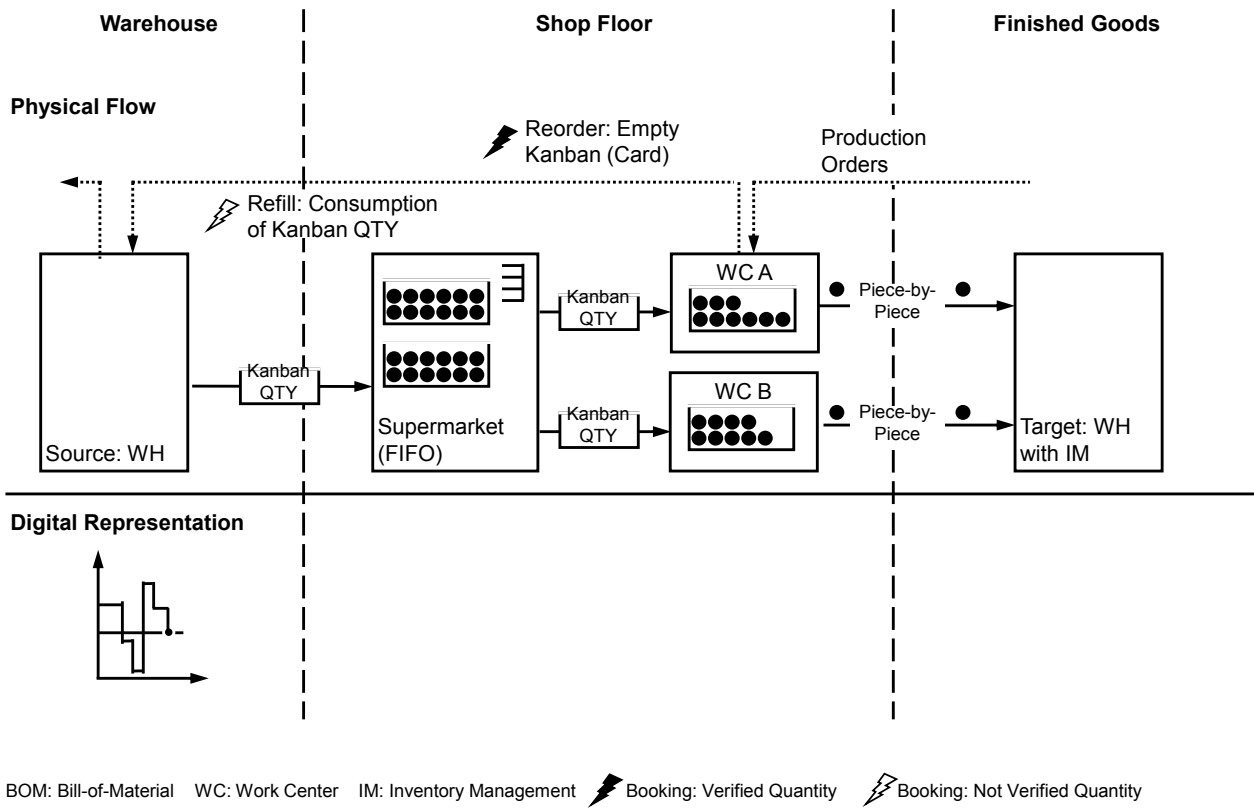 Warehouse
Shop Floor
Finished Goods
Physical Flow
Reorder: Empty
Kanban (Card)
Production
Orders
Refill: Consumption
of Kanban QTY
WC A
Kanban
QTY
Piece-by-
Piece
Kanban
QTY
WC B
Kanban
QTY
Piece-by-
Piece
Supermarket
(FIFO)
Source: WH
Target: WH
with IM
Digital Representation
BOM: Bill-of-Material WC: Work Center IM: Inventory Management Booking: Verified Quantity Booking: Not Verified Quantity